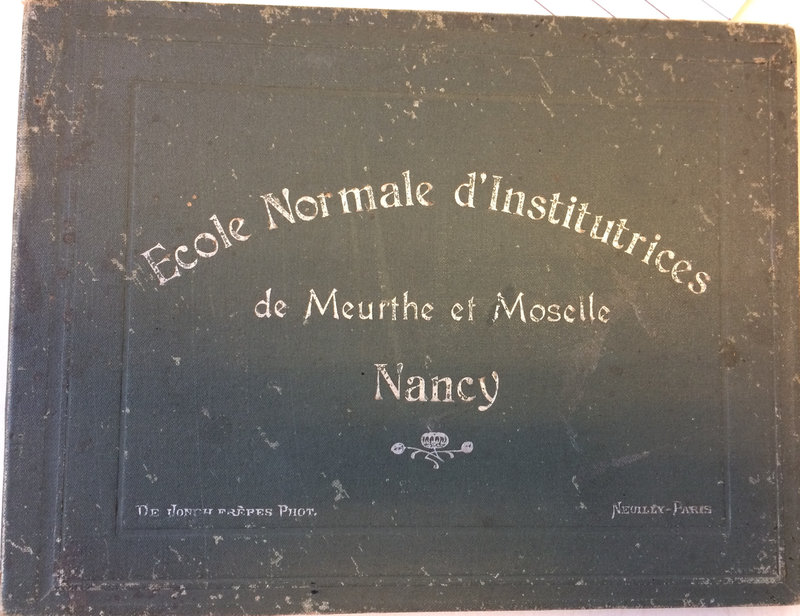 Ecole Normale d'Institutrices
de Meurthe et Moselle
Nancy
DE JONGH FRÈRES PHOT.
NEUILLY-PARIS